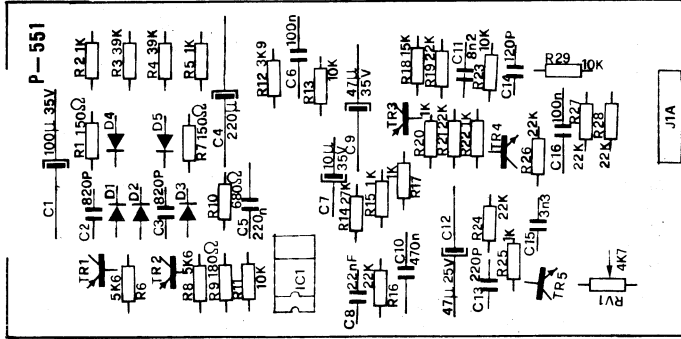 P-551
R2 1K
R3 39K
R4 39K
R5 1K
100µ 35V
C1
R1 150Ω
D4
D5
R7 150Ω
C4
220µ
C2 820P
D1
D2
C3 820P
D3
R10 680Ω
C5 220n
TR1
5K6
R6
TR2
R8 5K6
R9 180Ω
R11 10K
IC1
R12 3K9
C6 100n
R13 10K
47µ 35V
C9
10µ 35V
C7
R14 27K
R15 1K
R17 1K
C8 22nF
R16 22K
C10 470n
R18 15K
R19 22K
C11 8n2
R23 10K
C14 120P
R29 10K
TR3
R20 1K
R21 22K
R22 1K
TR4
R26 22K
C16 100n
R27 22K
R28 22K
J1A
C12
47µ 25V
R24 22K
C15 3n3
C13 220P
R25 1K
TR5
RV1
4K7